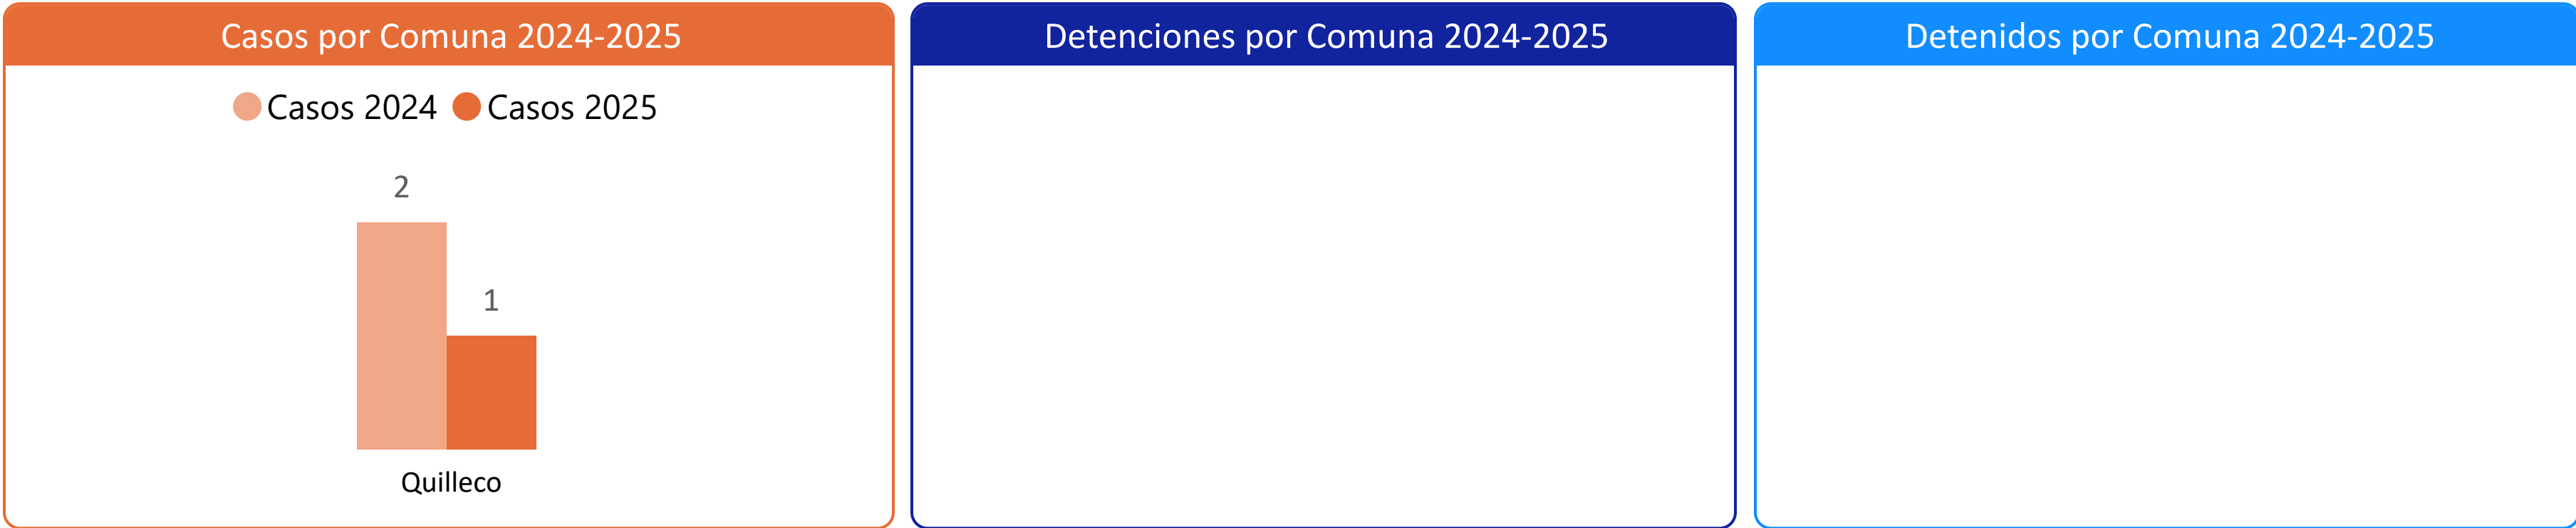 Casos por Comuna 2024-2025
Casos 2024 Casos 2025
2
1
Quilleco
Detenciones por Comuna 2024-2025
Detenidos por Comuna 2024-2025